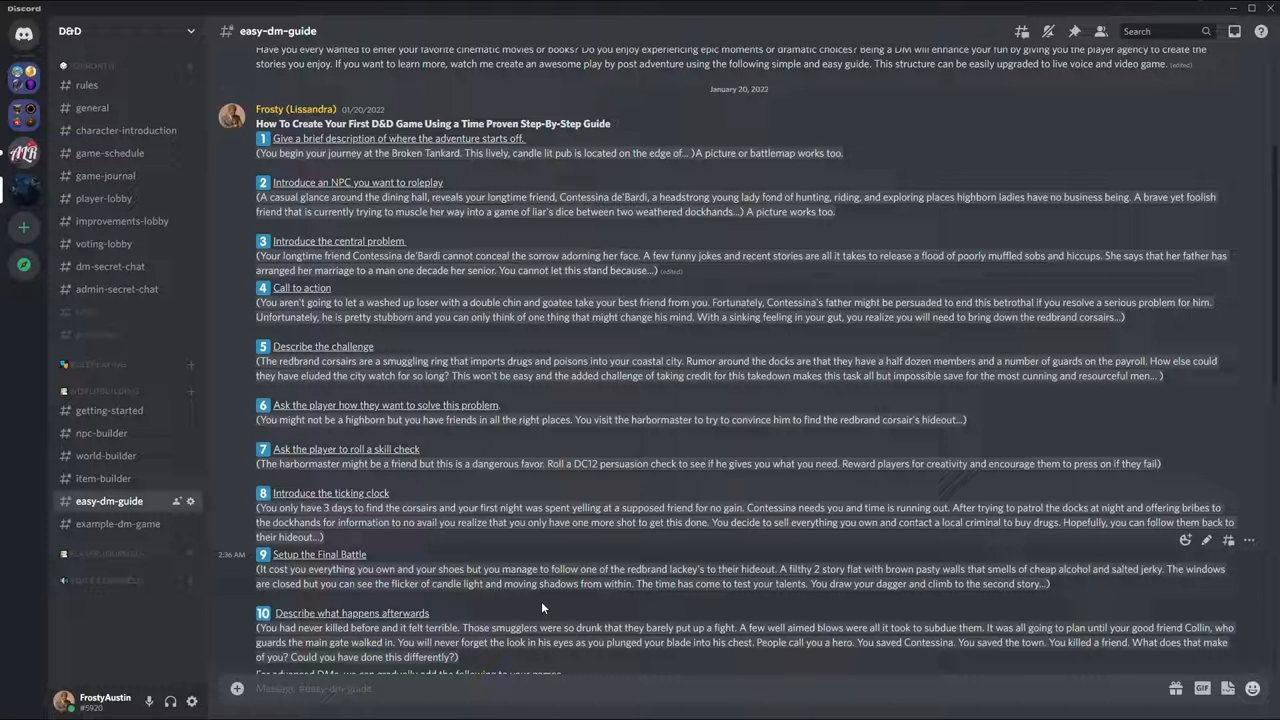 Discord
D&D
easy-dm-guide
Search
rules
general
character-introduction
game-schedule
game-journal
player-lobby
improvements-lobby
voting-lobby
dm-secret-chat
admin-secret-chat
getting-started
npc-builder
world-builder
item-builder
easy-dm-guide
example-dm-game
FrostyAustin
#5920
Have you every wanted to enter your favorite cinematic movies or books? Do you enjoy experiencing epic moments or dramatic choices? Being a DM will enhance your fun by giving you the player agency to create the
stories you enjoy. If you want to learn more, watch me create an awesome play by post adventure using the following simple and easy guide. This structure can be easily upgraded to live voice and video game. (edited)
January 20, 2022
Frosty (Lissandra) 01/20/2022
How To Create Your First D&D Game Using a Time Proven Step-By-Step Guide
1 Give a brief description of where the adventure starts off.
(You begin your journey at the Broken Tankard. This lively, candle lit pub is located on the edge of... )A picture or battlemap works too.
2 Introduce an NPC you want to roleplay
(A casual glance around the dining hall, reveals your longtime friend, Contessina de'Bardi, a headstrong young lady fond of hunting, riding, and exploring places highborn ladies have no business being. A brave yet foolish
friend that is currently trying to muscle her way into a game of liar's dice between two weathered dockhands...) A picture works too.
3 Introduce the central problem
(Your longtime friend Contessina de'Bardi cannot conceal the sorrow adorning her face. A few funny jokes and recent stories are all it takes to release a flood of poorly muffled sobs and hiccups. She says that her father has
arranged her marriage to a man one decade her senior. You cannot let this stand because...) (edited)
4 Call to action
(You aren't going to let a washed up loser with a double chin and goatee take your best friend from you. Fortunately, Contessina's father might be persuaded to end this betrothal if you resolve a serious problem for him.
Unfortunately, he is pretty stubborn and you can only think of one thing that might change his mind. With a sinking feeling in your gut, you realize you will need to bring down the redbrand corsairs...)
5 Describe the challenge
(The redbrand corsairs are a smuggling ring that imports drugs and poisons into your coastal city. Rumor around the docks are that they have a half dozen members and a number of guards on the payroll. How else could
they have eluded the city watch for so long? This won't be easy and the added challenge of taking credit for this takedown makes this task all but impossible save for the most cunning and resourceful men... )
6 Ask the player how they want to solve this problem.
(You might not be a highborn but you have friends in all the right places. You visit the harbormaster to try to convince him to find the redbrand corsair's hideout...)
7 Ask the player to roll a skill check
(The harbormaster might be a friend but this is a dangerous favor. Roll a DC12 persuasion check to see if he gives you what you need. Reward players for creativity and encourage them to press on if they fail)
8 Introduce the ticking clock
(You only have 3 days to find the corsairs and your first night was spent yelling at a supposed friend for no gain. Contessina needs you and time is running out. After trying to patrol the docks at night and offering bribes to
the dockhands for information to no avail you realize that you only have one more shot to get this done. You decide to sell everything you own and contact a local criminal to buy drugs. Hopefully, you can follow them back to
their hideout...)
2:36 AM
9 Setup the Final Battle
(It cost you everything you own and your shoes but you manage to follow one of the redbrand lackey's to their hideout. A filthy 2 story flat with brown pasty walls that smells of cheap alcohol and salted jerky. The windows
are closed but you can see the flicker of candle light and moving shadows from within. The time has come to test your talents. You draw your dagger and climb to the second story...)
10 Describe what happens afterwards
(You had never killed before and it felt terrible. Those smugglers were so drunk that they barely put up a fight. A few well aimed blows were all it took to subdue them. It was all going to plan until your good friend Collin, who
guards the main gate walked in. You will never forget the look in his eyes as you plunged your blade into his chest. People call you a hero. You saved Contessina. You saved the town. You killed a friend. What does that make
of you? Could you have done this differently?)
Message #easy-dm-guide
GIF